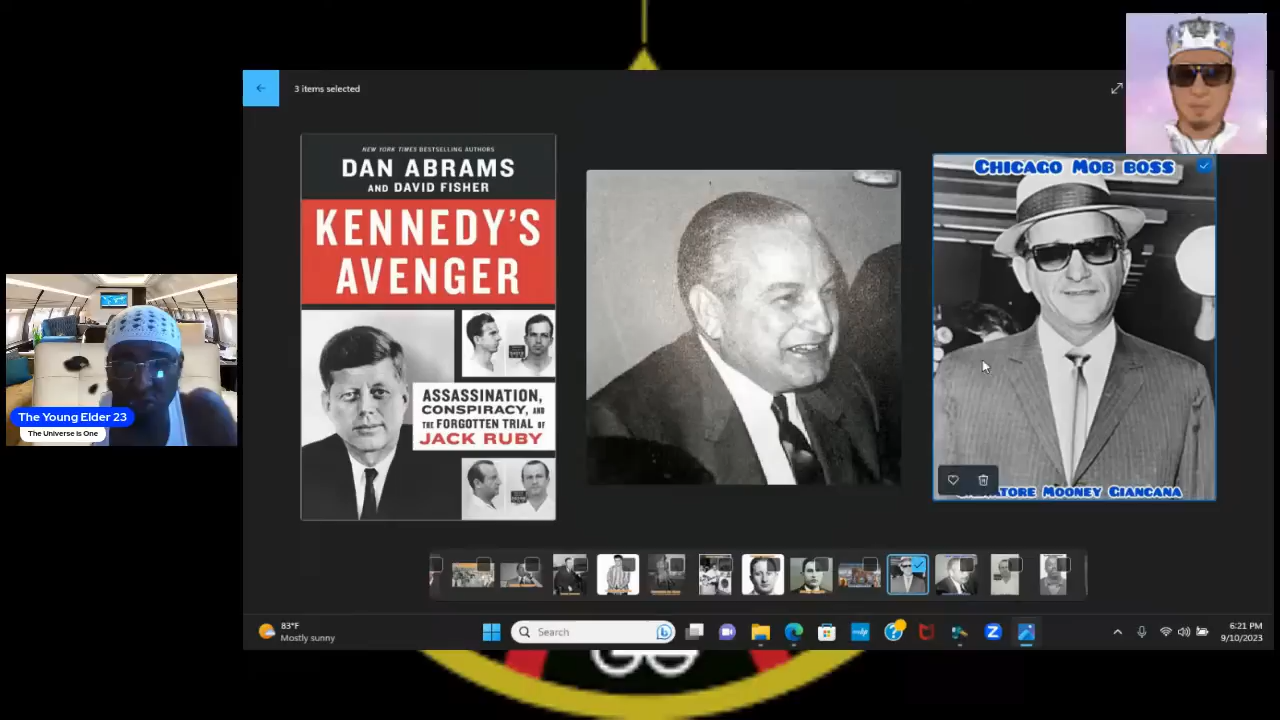 3 items selected
NEW YORK TIMES BESTSELLING AUTHORS
DAN ABRAMS
AND DAVID FISHER
KENNEDY'S
AVENGER
ASSASSINATION,
CONSPIRACY, AND
THE FORGOTTEN TRIAL OF
JACK RUBY
CHICAGO MOB BOSS
MOONEY GIANCANA
The Young Elder 23
The Universe is One
83°F
Mostly sunny
Search
6:21 PM
9/10/2023